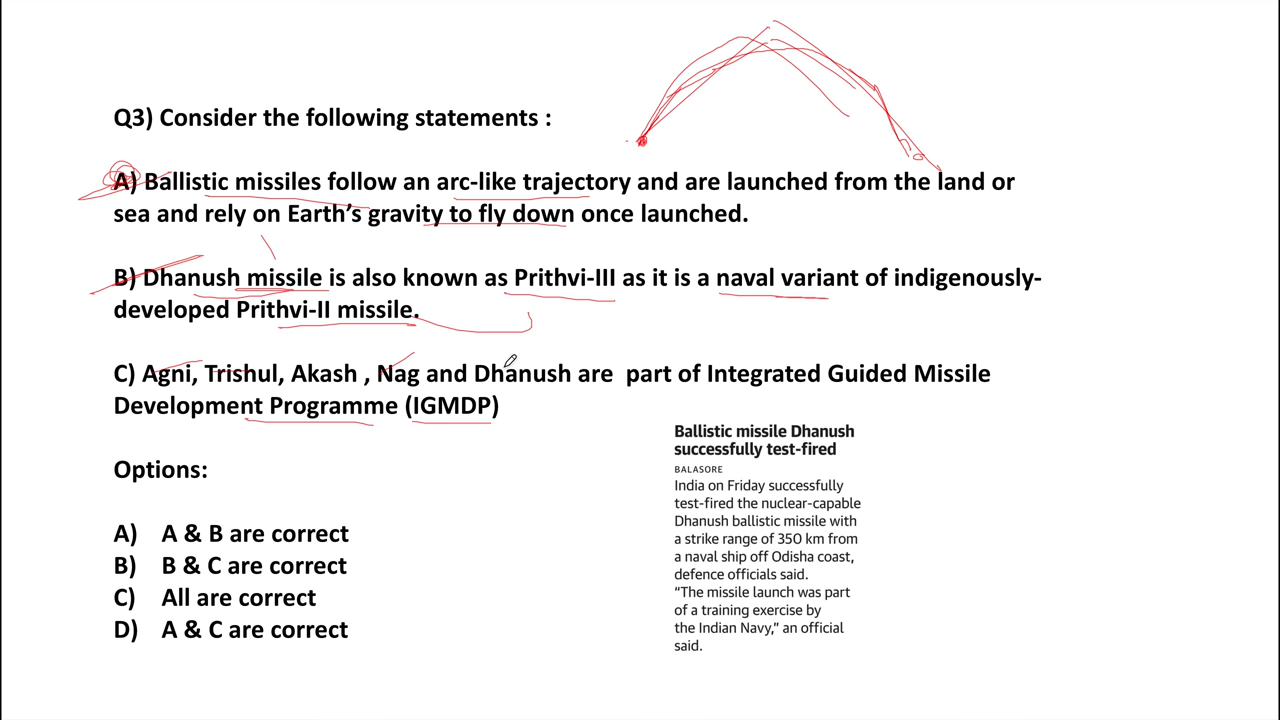 Q3) Consider the following statements :
A) Ballistic missiles follow an arc-like trajectory and are launched from the land or
sea and rely on Earth’s gravity to fly down once launched.
B) Dhanush missile is also known as Prithvi-III as it is a naval variant of indigenously-
developed Prithvi-II missile.
C) Agni, Trishul, Akash , Nag and Dhanush are part of Integrated Guided Missile
Development Programme (IGMDP)
Options:
A) A & B are correct
B) B & C are correct
C) All are correct
D) A & C are correct
Ballistic missile Dhanush
successfully test-fired
BALASORE
India on Friday successfully
test-fired the nuclear-capable
Dhanush ballistic missile with
a strike range of 350 km from
a naval ship off Odisha coast,
defence officials said.
“The missile launch was part
of a training exercise by
the Indian Navy,” an official
said.